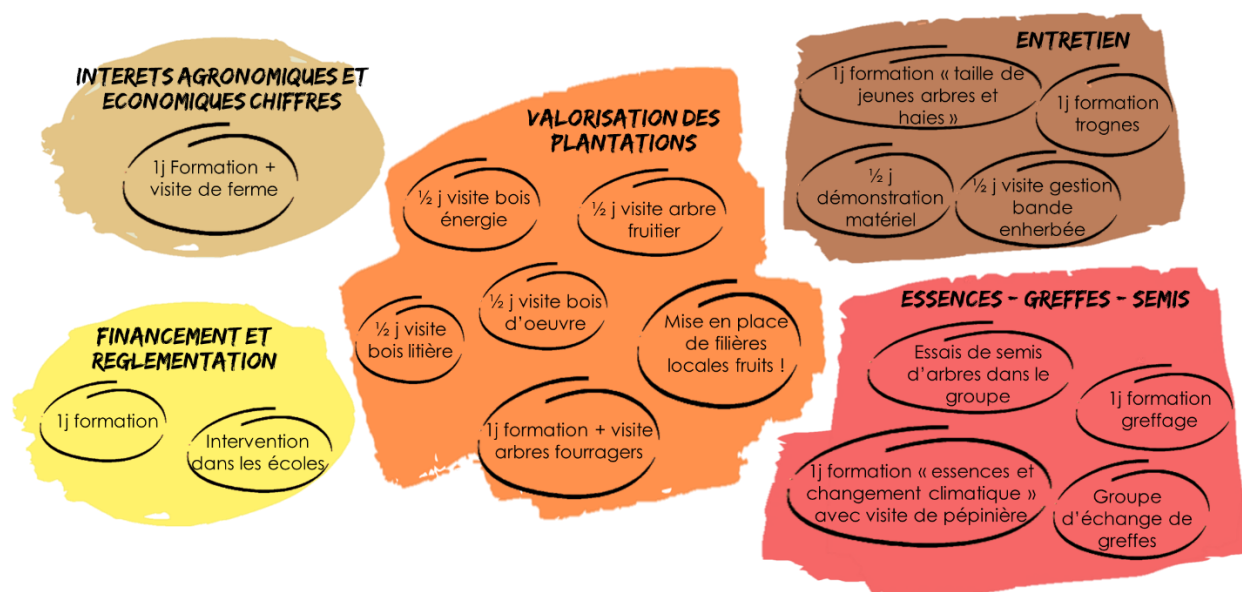 INTERETS AGRONOMIQUES ET
ECONOMIQUES CHIFFRES
1j Formation +
visite de ferme
FINANCEMENT ET
REGLEMENTATION
1j formation
Intervention
dans les écoles
VALORISATION DES
PLANTATIONS
½ j visite bois
énergie
½ j visite arbre
fruitier
½ j visite
bois litière
½ j visite bois
d'oeuvre
Mise en place
de filières
locales fruits !
1j formation + visite
arbres fourragers
ENTRETIEN
1j formation « taille de
jeunes arbres et
haies »
1j formation
trognes
½ j
démonstration
matériel
½ j visite gestion
bande
enherbée
ESSENCES - GREFFES - SEMIS
Essais de semis
d'arbres dans le
groupe
1j formation
greffage
1j formation « essences et
changement climatique »
avec visite de pépinière
Groupe
d'échange de
greffes